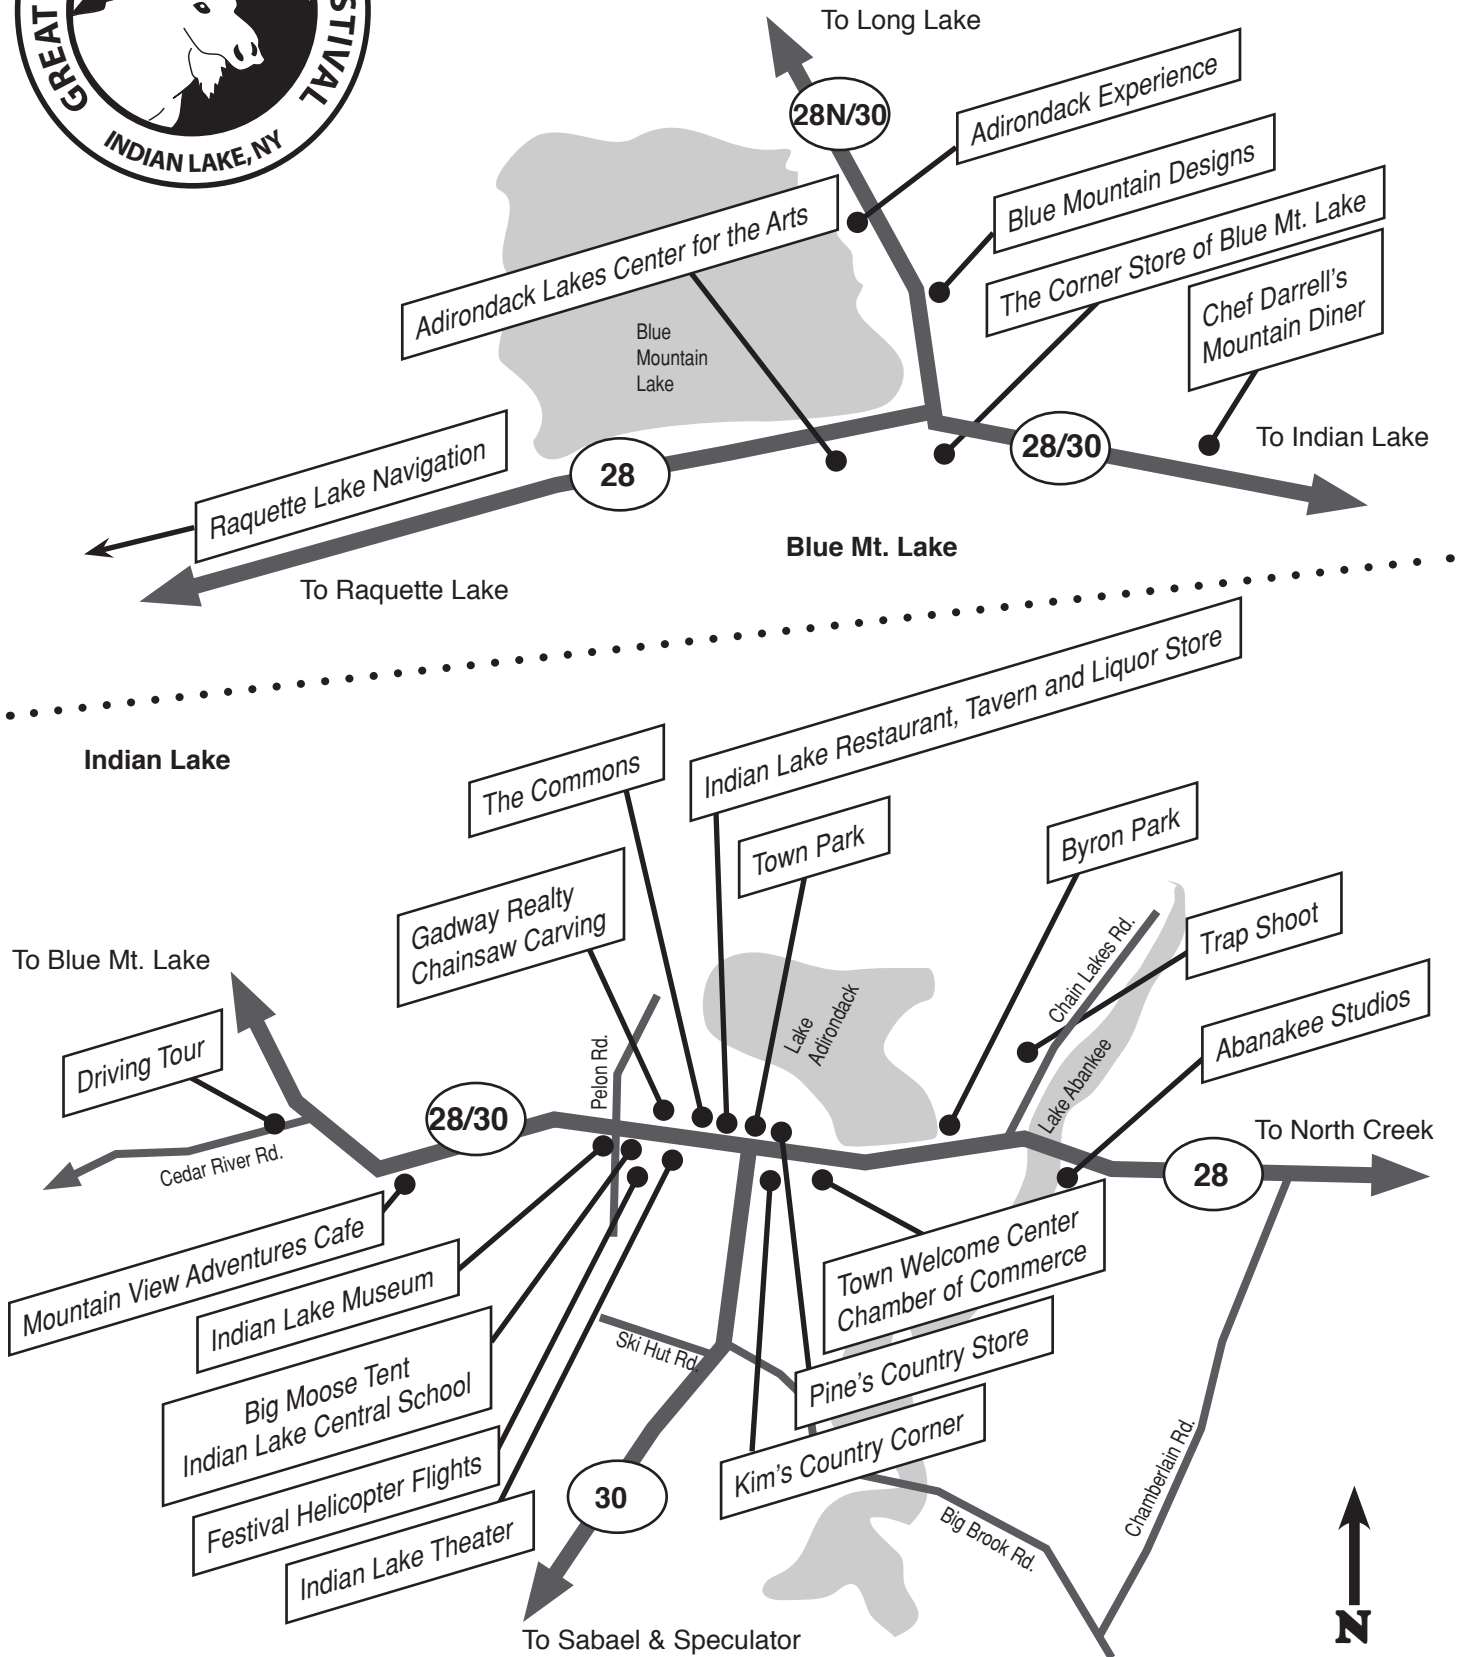 GREAT
STIVAL
INDIAN LAKE, NY
To Long Lake
28N/30
Adirondack Experience
Blue Mountain Designs
Adirondack Lakes Center for the Arts
The Corner Store of Blue Mt. Lake
Chef Darrell's
Mountain Diner
Blue
Mountain
Lake
Raquette Lake Navigation
28
28/30
To Indian Lake
Blue Mt. Lake
To Raquette Lake
Indian Lake
The Commons
Indian Lake Restaurant, Tavern and Liquor Store
Town Park
Byron Park
Gadway Realty
Chainsaw Carving
Trap Shoot
To Blue Mt. Lake
Chain Lakes Rd.
Lake
Adirondack
Abanakee Studios
Driving Tour
Pelon Rd.
Lake Abankee
28/30
To North Creek
Cedar River Rd.
28
Mountain View Adventures Cafe
Indian Lake Museum
Town Welcome Center
Chamber of Commerce
Ski Hut Rd.
Big Moose Tent
Indian Lake Central School
Pine's Country Store
Kim's Country Corner
Festival Helicopter Flights
30
Indian Lake Theater
Big Brook Rd.
Chamberlain Rd.
To Sabael & Speculator
N